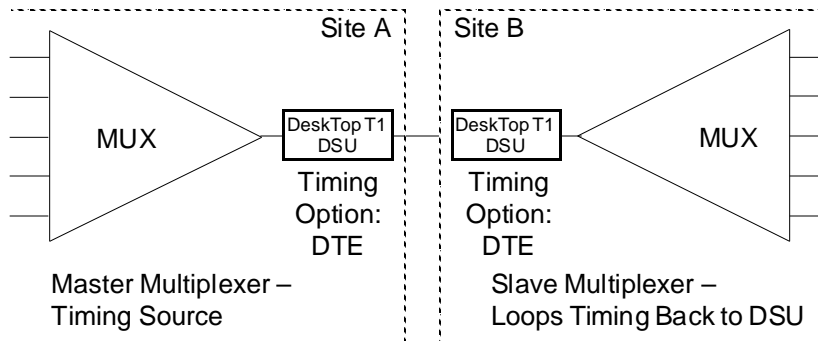 Site A
Site B
MUX
DeskTop T1
DSU
DeskTop T1
DSU
MUX
Timing
Option:
DTE
Timing
Option:
DTE
Master Multiplexer –
Timing Source
Slave Multiplexer –
Loops Timing Back to DSU